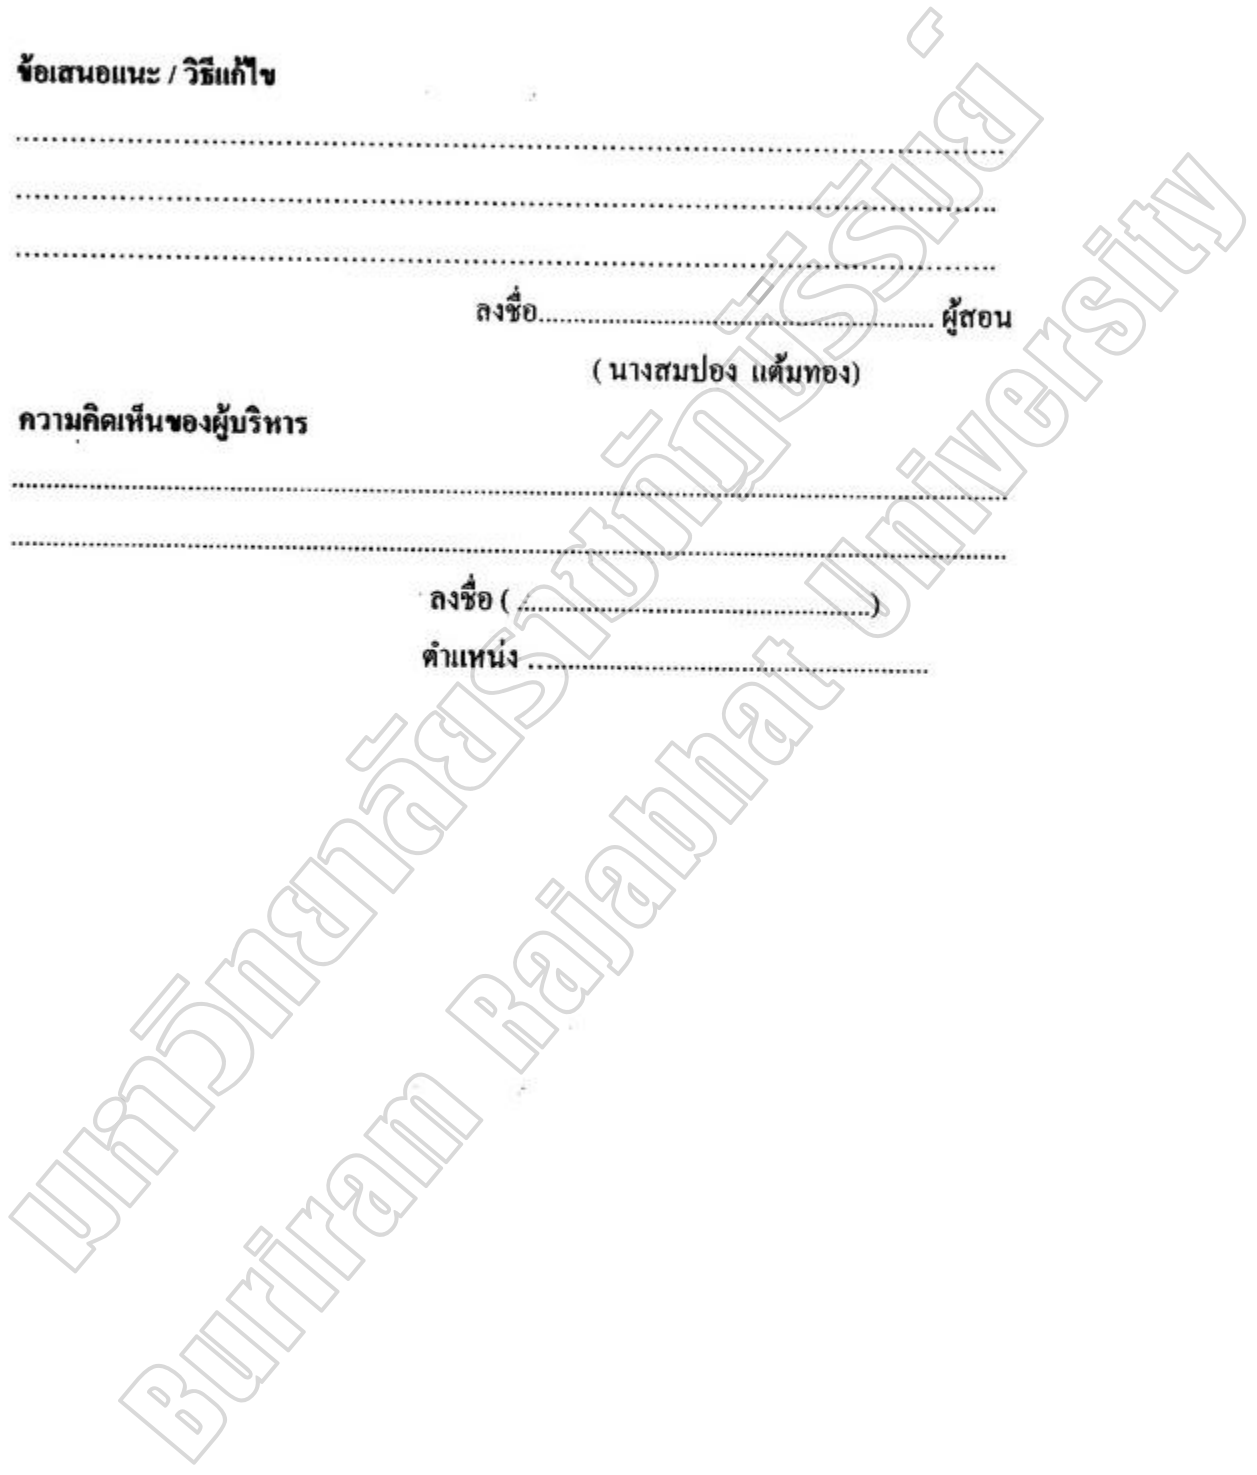 ข้อเสนอแนะ / วิธีแก้ไข
................................................................................
................................................................................
................................................................................
ลงชื่อ........................................ ผู้สอน
( นางสมปอง แต้มทอง)
ความคิดเห็นของผู้บริหาร
................................................................................
................................................................................
ลงชื่อ ( ........................................)
ตำแหน่ง ........................................
มหาวิทยาลัยราชภัฏบุรีรัมย์
Buriram Rajabhat University